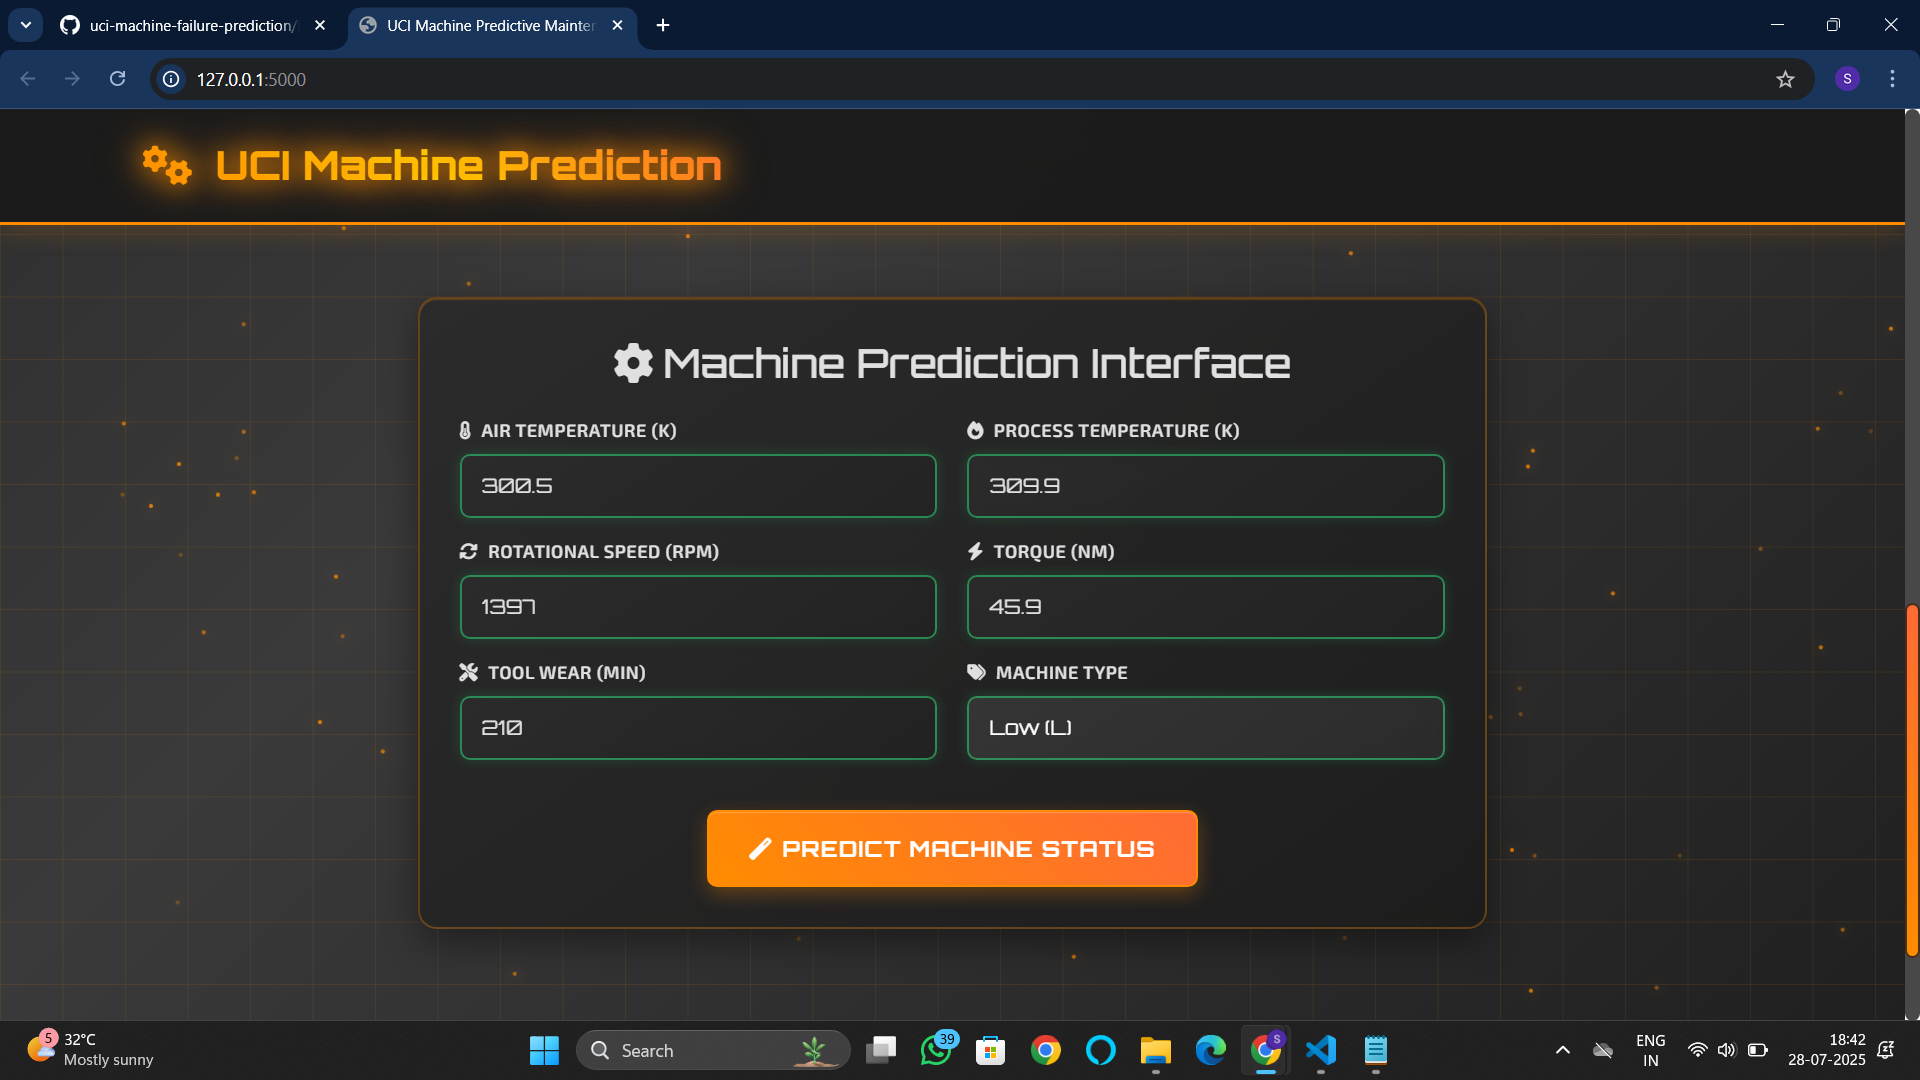 uci-machine-failure-prediction/
UCI Machine Predictive Mainter
127.0.0.1:5000
S
UCI Machine Prediction
Machine Prediction Interface
AIR TEMPERATURE (K)
PROCESS TEMPERATURE (K)
300.5
309.9
ROTATIONAL SPEED (RPM)
TORQUE (NM)
1397
45.9
TOOL WEAR (MIN)
MACHINE TYPE
210
Low (L)
PREDICT MACHINE STATUS
5
32°C
Mostly sunny
Search
39
S
ENG
IN
18:42
28-07-2025